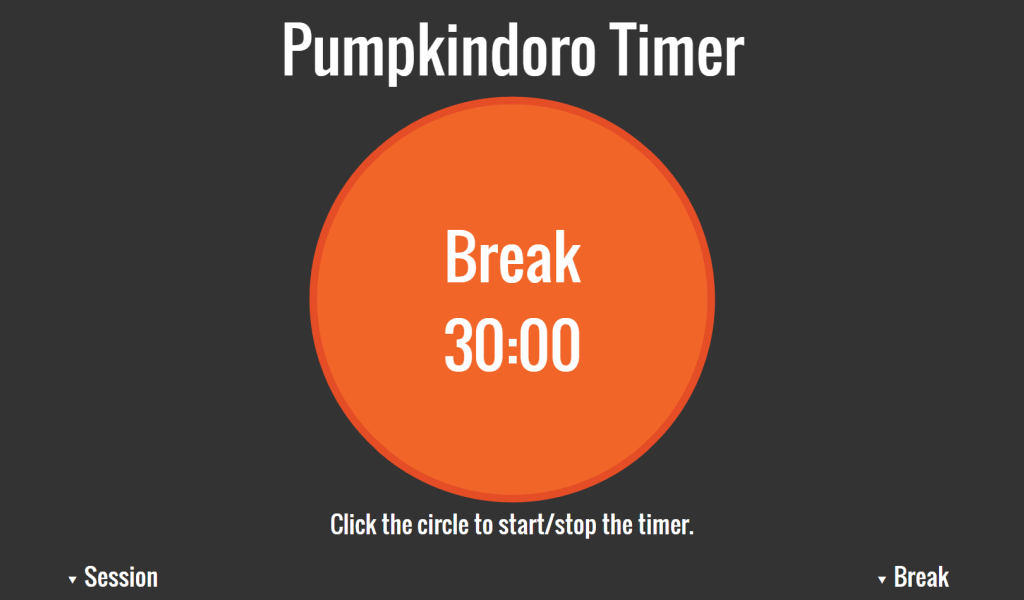 Pumpkindoro Timer
Break
30:00
Click the circle to start/stop the timer.
Session
Break